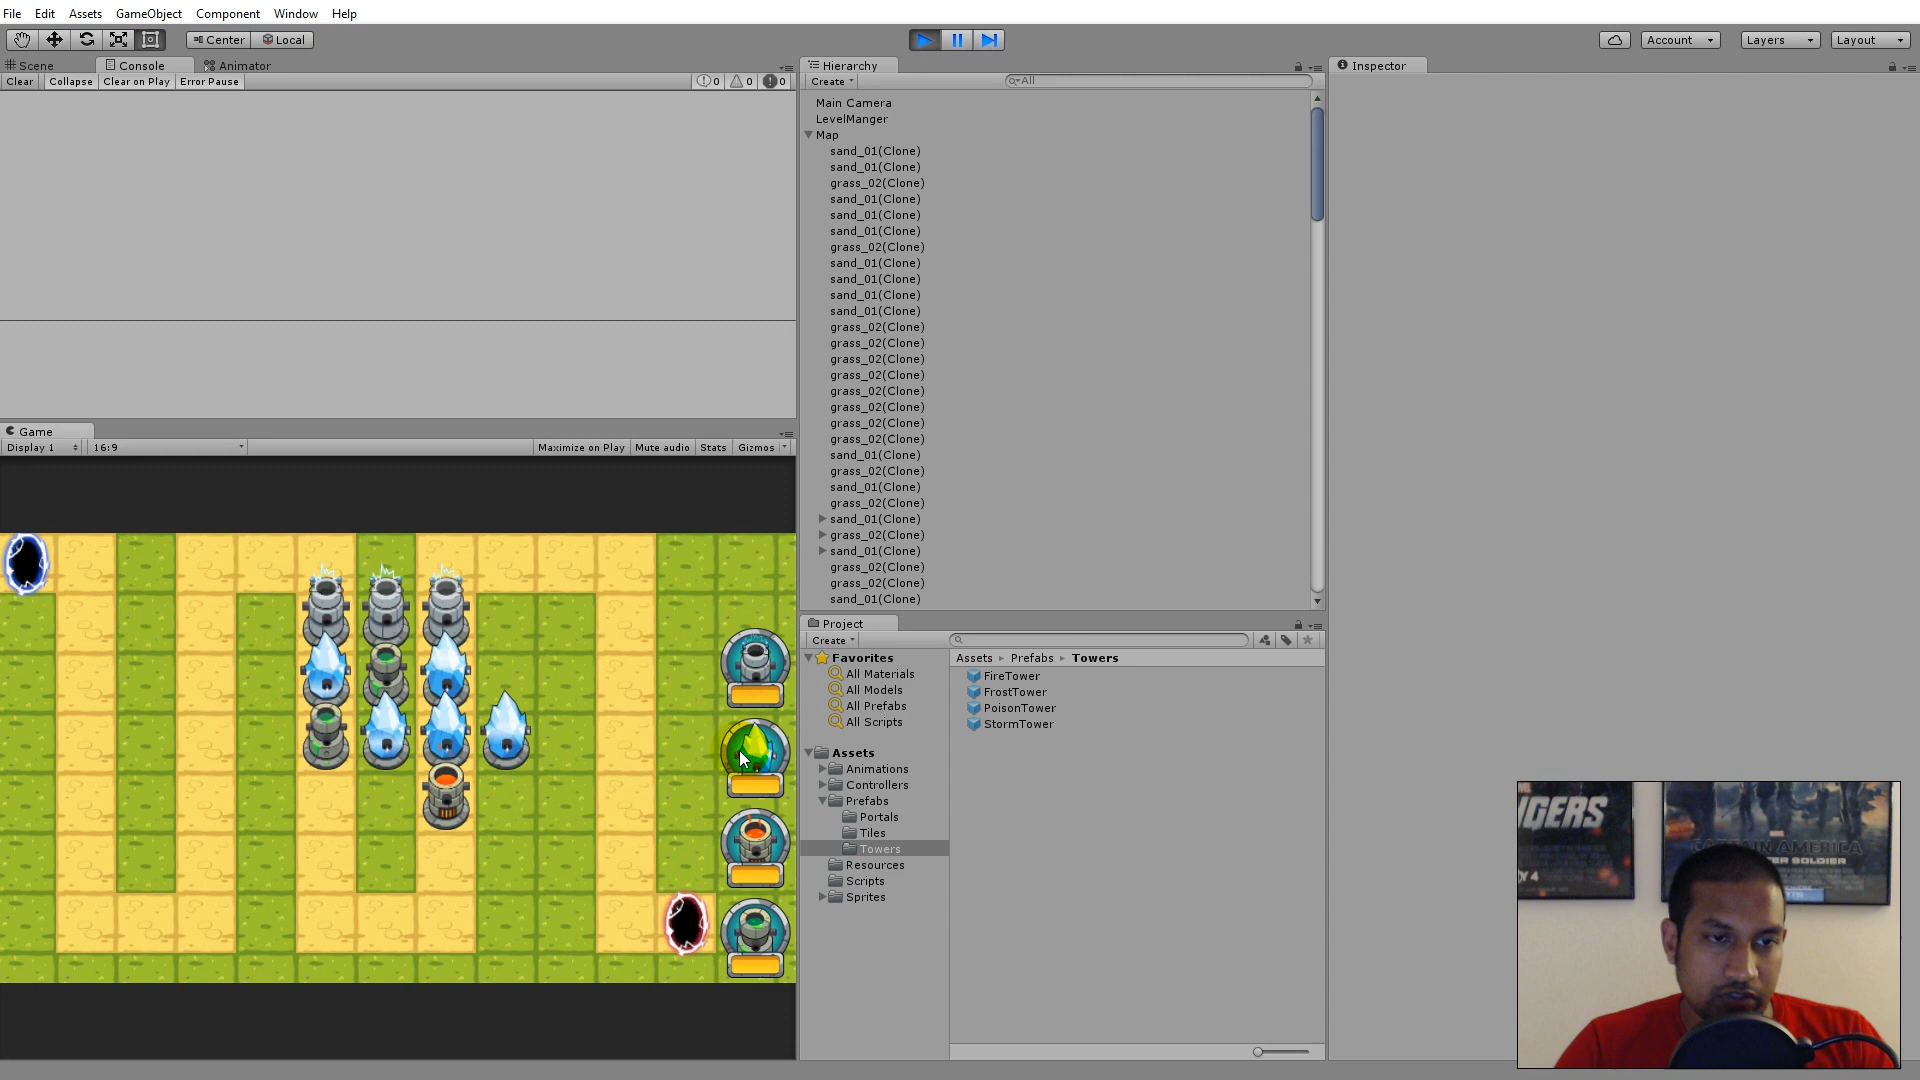 File Edit Assets GameObject Component Window Help
Center Local Account Layers Layout
Scene Console Animator
Clear Collapse Clear on Play Error Pause 0 0 0
Game
Display 1 16:9 Maximize on Play Mute audio Stats Gizmos
Hierarchy
Create All
Main Camera
LevelManger
Map
sand_01(Clone)
sand_01(Clone)
grass_02(Clone)
sand_01(Clone)
sand_01(Clone)
sand_01(Clone)
grass_02(Clone)
sand_01(Clone)
sand_01(Clone)
sand_01(Clone)
sand_01(Clone)
grass_02(Clone)
grass_02(Clone)
grass_02(Clone)
grass_02(Clone)
grass_02(Clone)
grass_02(Clone)
grass_02(Clone)
grass_02(Clone)
sand_01(Clone)
grass_02(Clone)
sand_01(Clone)
grass_02(Clone)
sand_01(Clone)
grass_02(Clone)
sand_01(Clone)
grass_02(Clone)
grass_02(Clone)
sand_01(Clone)
Project
Create
Favorites
All Materials
All Models
All Prefabs
All Scripts
Assets
Animations
Controllers
Prefabs
Portals
Tiles
Towers
Resources
Scripts
Sprites
Assets Prefabs Towers
FireTower
FrostTower
PoisonTower
StormTower
Inspector
CAPTAIN AMERICA
SOLDIER